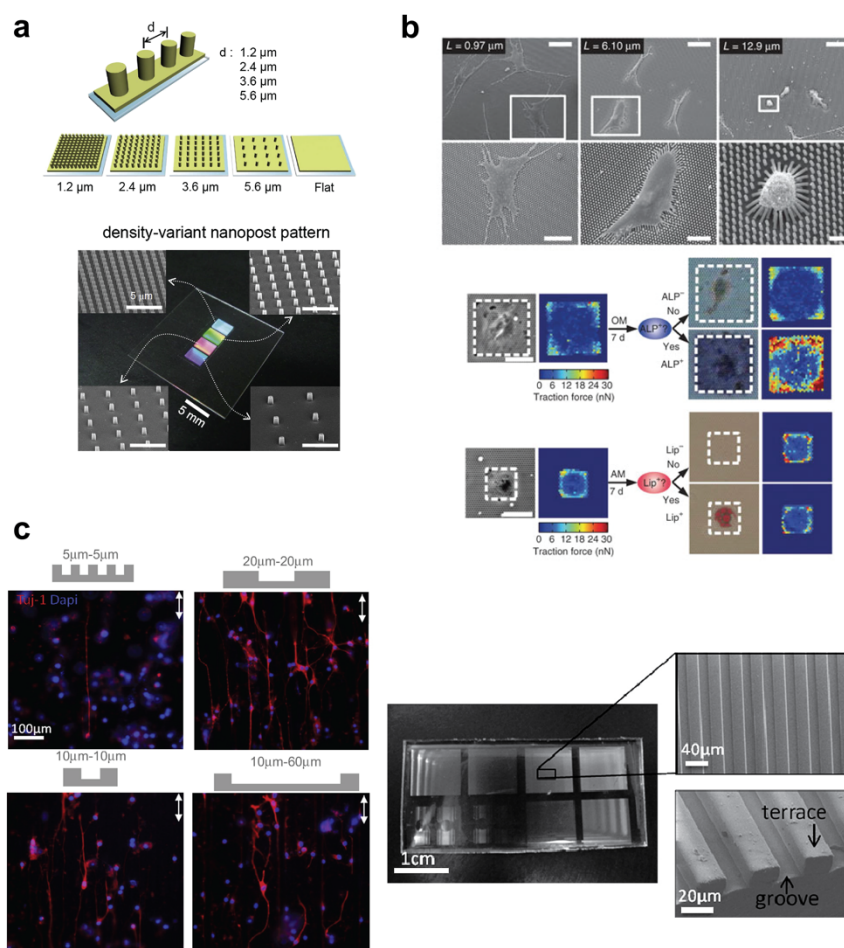 a
d
d : 1.2 µm
2.4 µm
3.6 µm
5.6 µm
1.2 µm
2.4 µm
3.6 µm
5.6 µm
Flat
density-variant nanopost pattern
5 µm
5 mm
b
L = 0.97 µm
L = 6.10 µm
L = 12.9 µm
OM
7 d
ALP⁺?
ALP⁻
No
Yes
ALP⁺
0 6 12 18 24 30
Traction force (nN)
AM
7 d
Lip⁺?
Lip⁻
No
Yes
Lip⁺
0 6 12 18 24 30
Traction force (nN)
c
5µm-5µm
20µm-20µm
Tuj-1 Dapi
100µm
10µm-10µm
10µm-60µm
1cm
40µm
terrace
groove
20µm